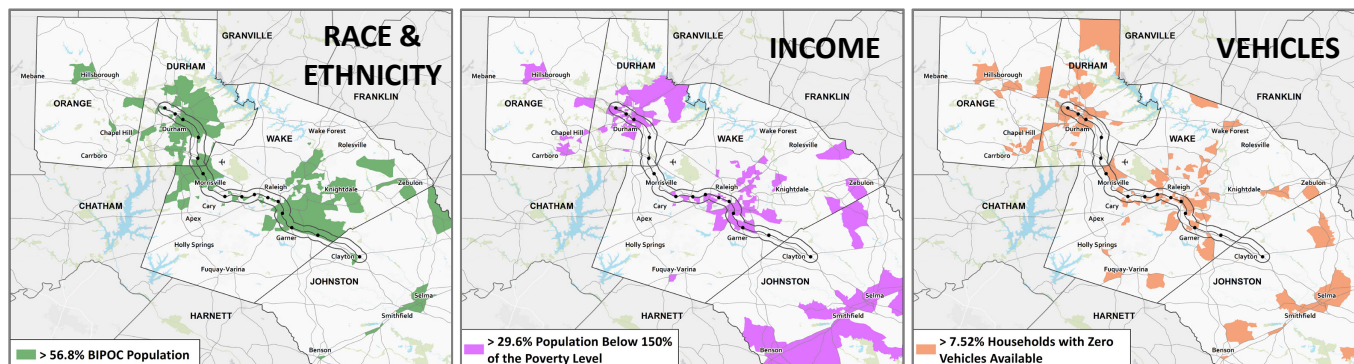 RACE &
ETHNICITY
GRANVILLE
DURHAM
Mebane
Hillsborough
FRANKLIN
ORANGE
WAKE
Wake Forest
Chapel Hill
Durham
Rolesville
Carrboro
Morrisville
Raleigh
Knightdale
Zebulon
CHATHAM
Cary
Apex
Holly Springs
Garner
Clayton
Fuquay-Varina
JOHNSTON
Selma
HARNETT
Smithfield
Benson
> 56.8% BIPOC Population
INCOME
GRANVILLE
DURHAM
Mebane
Hillsborough
FRANKLIN
ORANGE
WAKE
Wake Forest
Chapel Hill
Durham
Rolesville
Carrboro
Morrisville
Raleigh
Knightdale
Zebulon
CHATHAM
Cary
Apex
Holly Springs
Garner
Clayton
Fuquay-Varina
JOHNSTON
Selma
HARNETT
Smithfield
Benson
> 29.6% Population Below 150%
of the Poverty Level
VEHICLES
GRANVILLE
DURHAM
Mebane
Hillsborough
FRANKLIN
ORANGE
WAKE
Wake Forest
Chapel Hill
Durham
Rolesville
Carrboro
Morrisville
Raleigh
Knightdale
Zebulon
CHATHAM
Cary
Apex
Holly Springs
Garner
Clayton
Fuquay-Varina
JOHNSTON
Selma
HARNETT
Smithfield
Benson
> 7.52% Households with Zero
Vehicles Available